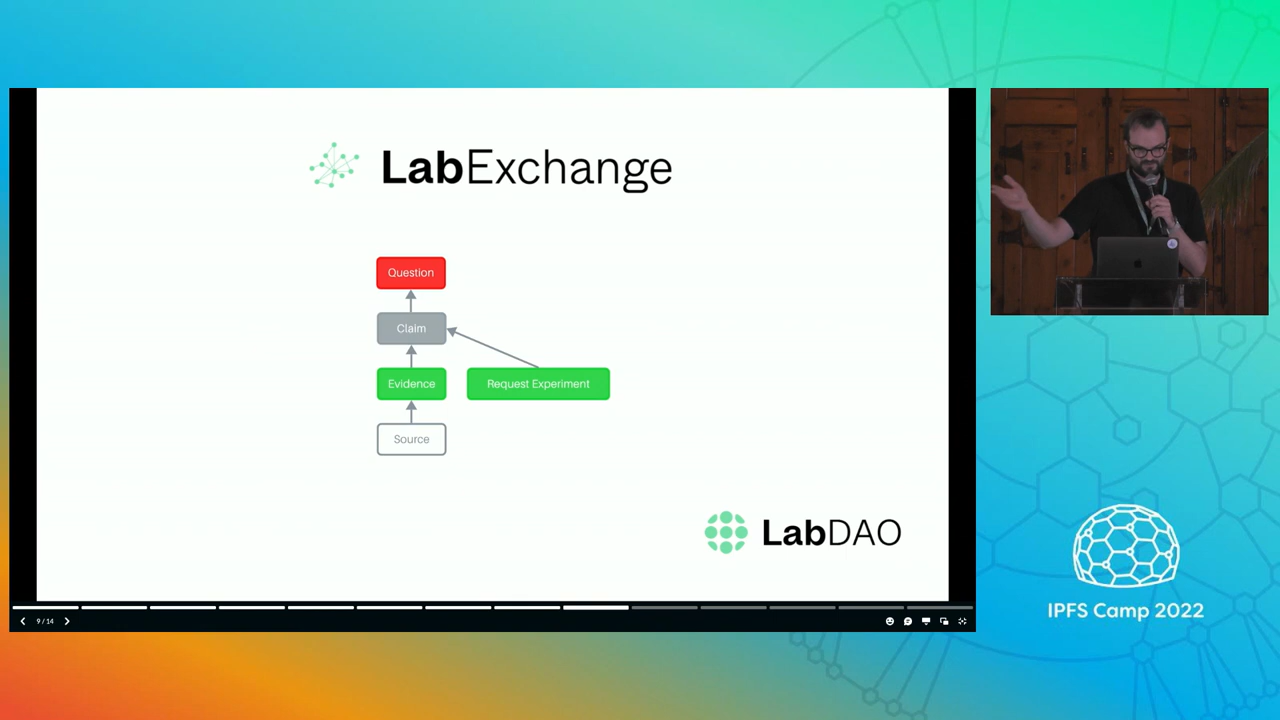 LabExchange
Question
Claim
Evidence
Request Experiment
Source
LabDAO
9 / 14
IPFS Camp 2022